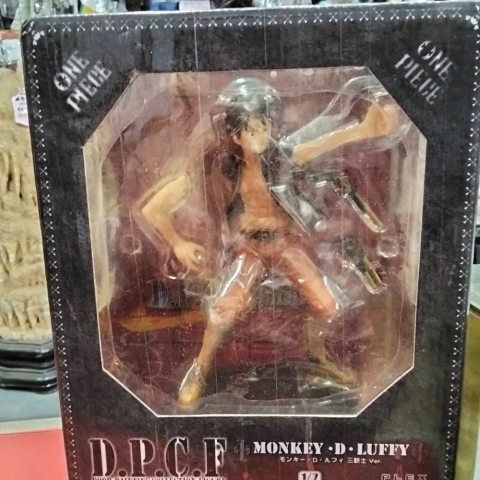 ONE
PIECE
ONE
PIECE
D.P.C.F
MONKEY・D・LUFFY
モンキー・D・ルフィ 三銃士 Ver.
1/7
PLEX